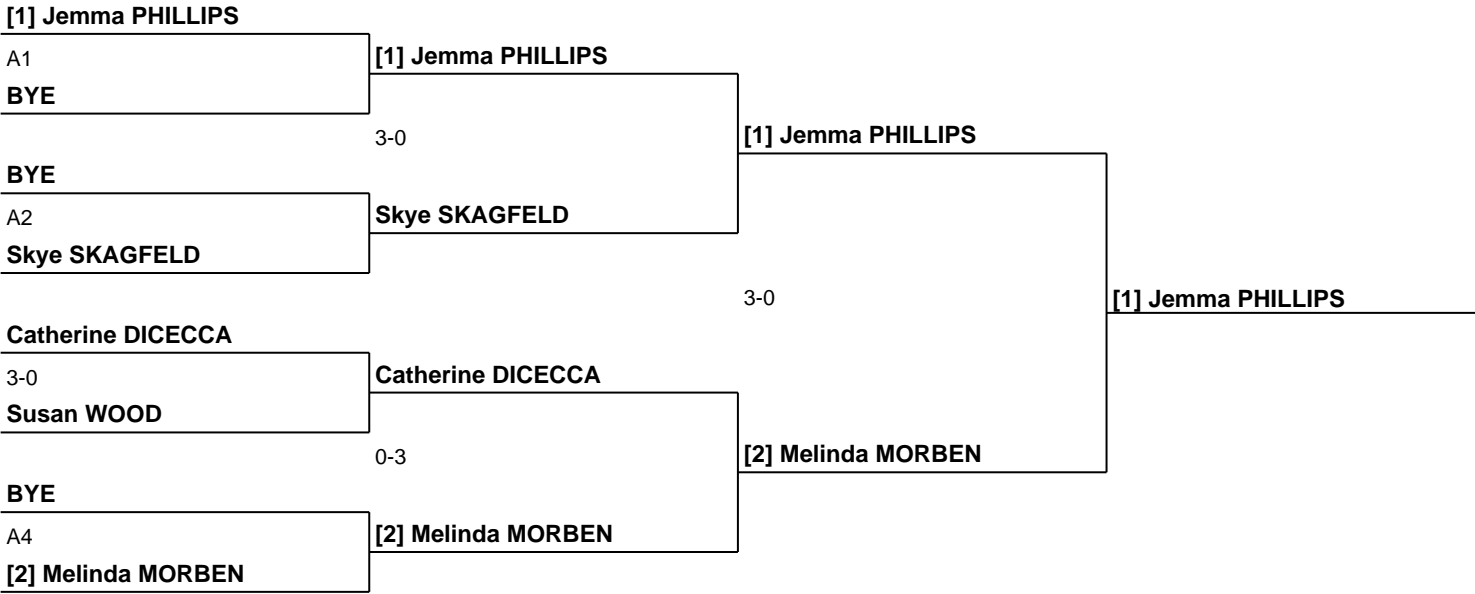 [1] Jemma PHILLIPS
A1
[1] Jemma PHILLIPS
BYE
3-0
[1] Jemma PHILLIPS
BYE
A2
Skye SKAGFELD
Skye SKAGFELD
3-0
[1] Jemma PHILLIPS
Catherine DICECCA
3-0
Catherine DICECCA
Susan WOOD
0-3
[2] Melinda MORBEN
BYE
A4
[2] Melinda MORBEN
[2] Melinda MORBEN